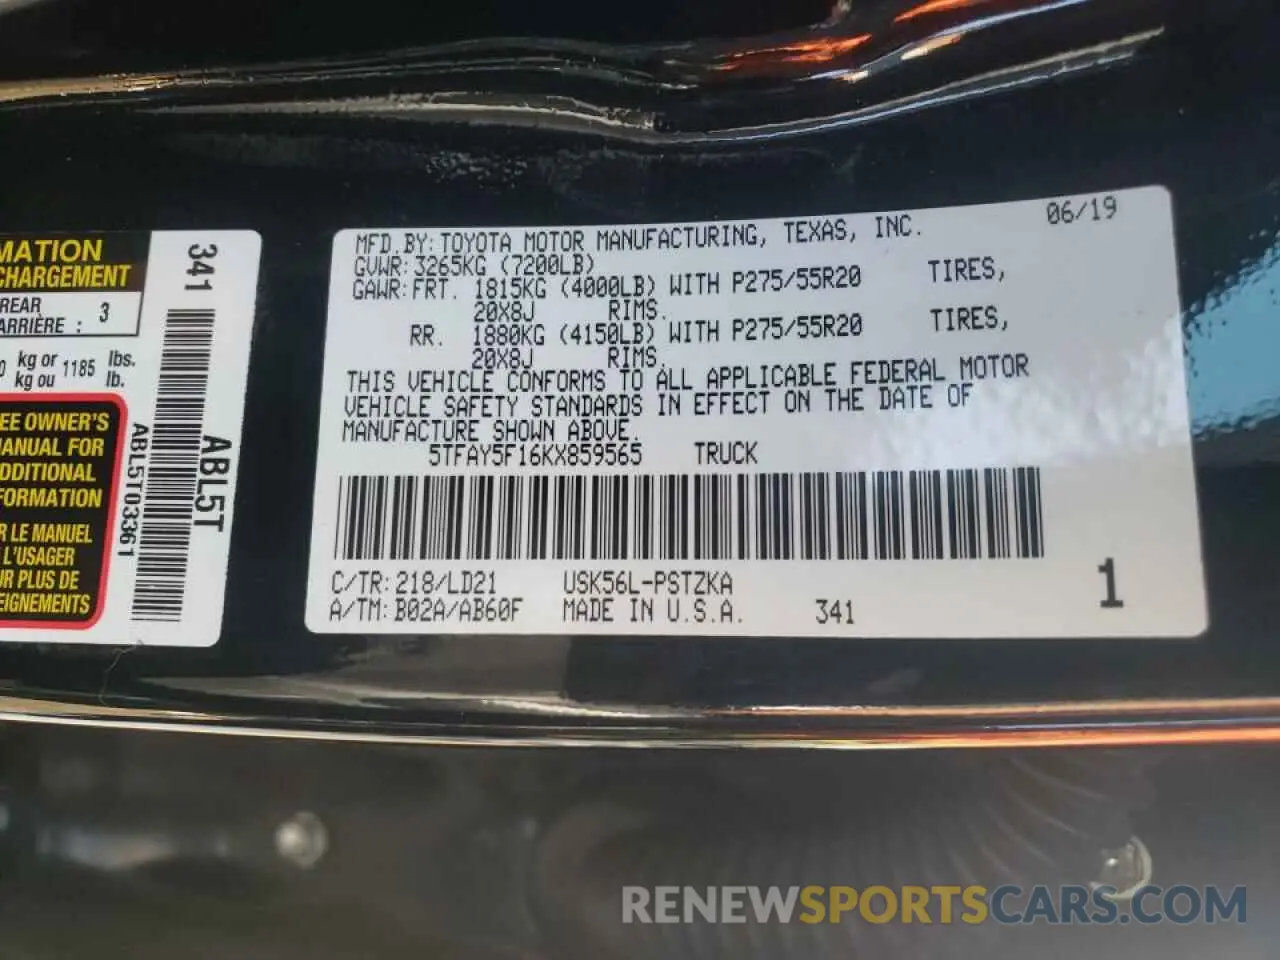 MATION
CHARGEMENT
REAR
ARRIÈRE : 3
kg or 1185 lbs.
kg ou lb.
EE OWNER'S
MANUAL FOR
DDITIONAL
FORMATION
R LE MANUEL
L'USAGER
UR PLUS DE
EIGNEMENTS
341
ABL5T
ABL5T03361
06/19
MFD.BY: TOYOTA MOTOR MANUFACTURING, TEXAS, INC.
GVWR: 3265KG (7200LB)
GAWR: FRT. 1815KG (4000LB) WITH P275/55R20 TIRES,
20X8J RIMS.
RR. 1880KG (4150LB) WITH P275/55R20 TIRES,
20X8J RIMS.
THIS VEHICLE CONFORMS TO ALL APPLICABLE FEDERAL MOTOR
VEHICLE SAFETY STANDARDS IN EFFECT ON THE DATE OF
MANUFACTURE SHOWN ABOVE.
5TFAY5F16KX859565 TRUCK
C/TR: 218/LD21 USK56L-PSTZKA
A/TM: B02A/AB60F MADE IN U.S.A. 341
1
RENEWSPORTSCARS.COM